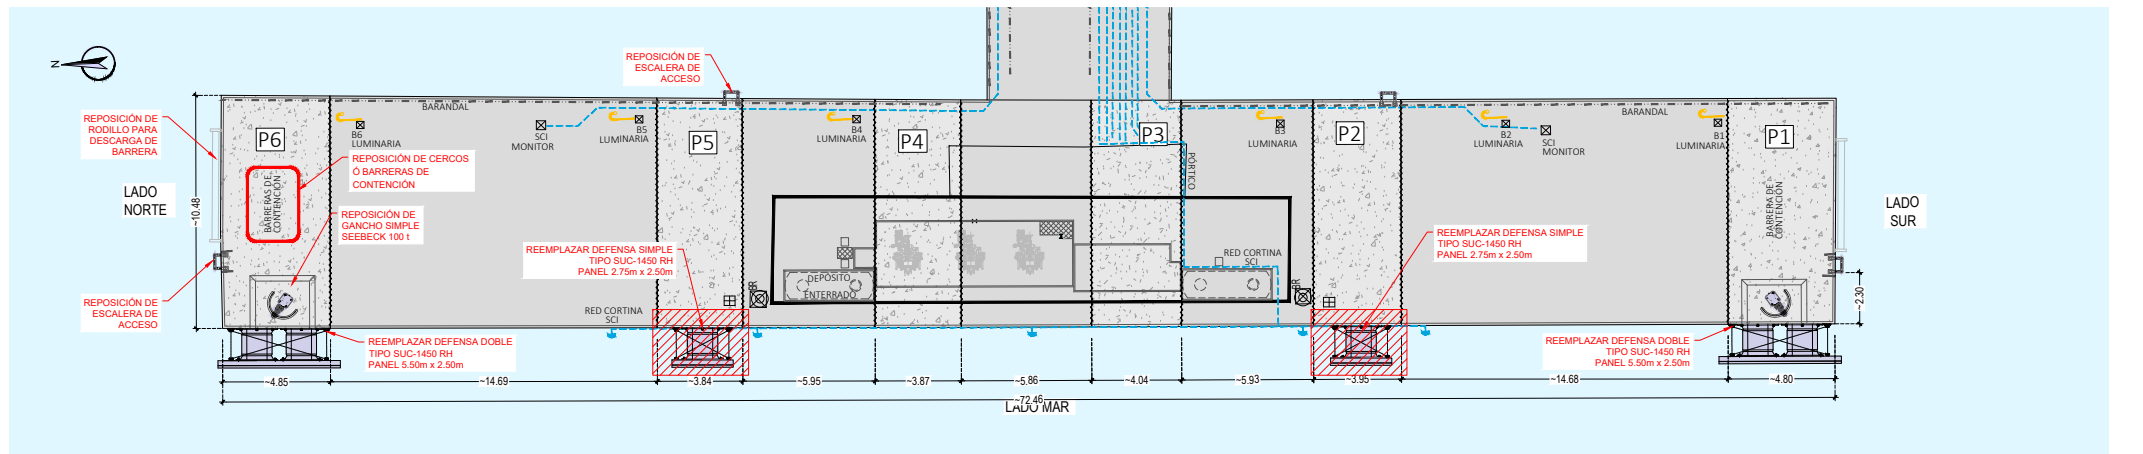 N
REPOSICIÓN DE
RODILLO PARA
DESCARGA DE
BARRERA
LADO
NORTE
~10.48
REPOSICIÓN DE
ESCALERA DE
ACCESO
P6
BARRERAS DE
CONTENCIÓN
REPOSICIÓN DE CERCOS
Ó BARRERAS DE
CONTENCIÓN
REPOSICIÓN DE
GANCHO SIMPLE
SEEBECK 100 t
B6
LUMINARIA
BARANDAL
SCI
MONITOR
B5
LUMINARIA
REPOSICIÓN DE
ESCALERA DE
ACCESO
P5
B4
LUMINARIA
P4
P3
PÓRTICO
B3
LUMINARIA
P2
B2
LUMINARIA
SCI
MONITOR
BARANDAL
B1
LUMINARIA
P1
BARRERA DE
CONTENCIÓN
LADO
SUR
~2.30
REEMPLAZAR DEFENSA SIMPLE
TIPO SUC-1450 RH
PANEL 2.75m x 2.50m
BR
DEPÓSITO
ENTERRADO
RED CORTINA
SCI
BR
REEMPLAZAR DEFENSA SIMPLE
TIPO SUC-1450 RH
PANEL 2.75m x 2.50m
RED CORTINA
SCI
REEMPLAZAR DEFENSA DOBLE
TIPO SUC-1450 RH
PANEL 5.50m x 2.50m
REEMPLAZAR DEFENSA DOBLE
TIPO SUC-1450 RH
PANEL 5.50m x 2.50m
~4.85
~14.69
~3.84
~5.95
~3.87
~5.86
~4.04
~5.93
~3.95
~14.68
~4.80
~72.46
LADO MAR